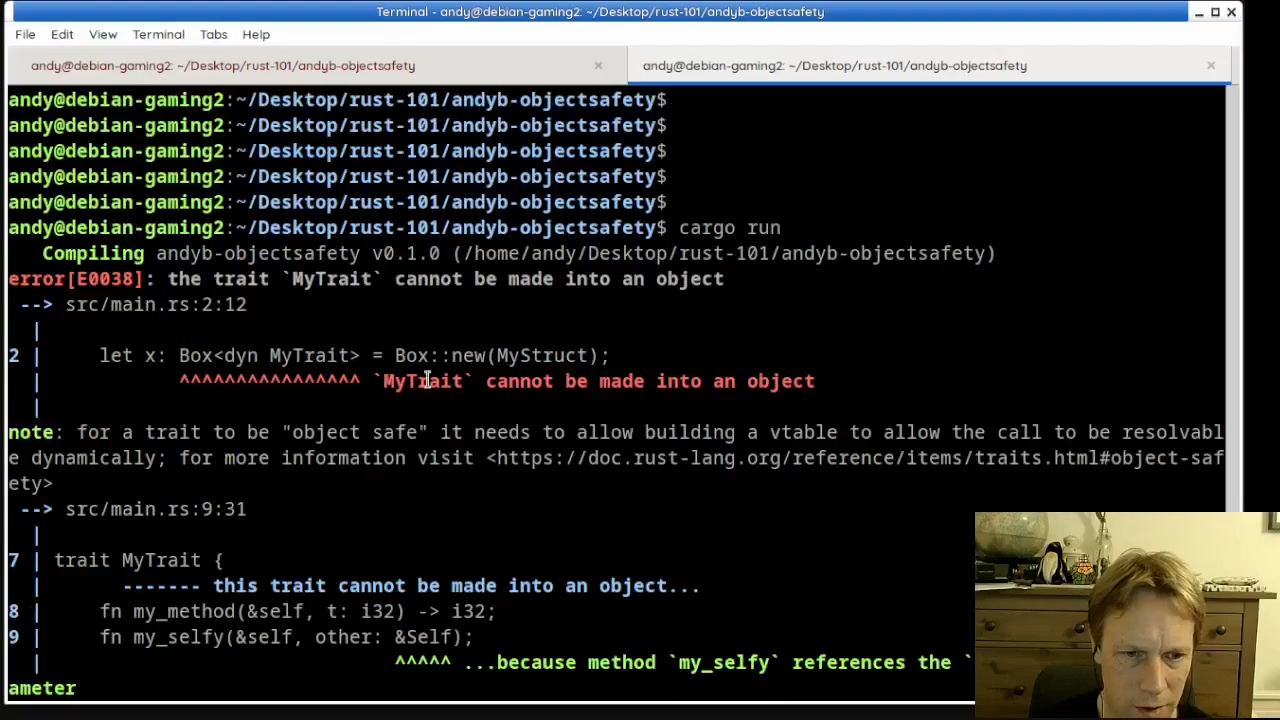 Terminal - andy@debian-gaming2: ~/Desktop/rust-101/andyb-objectsafety
File Edit View Terminal Tabs Help
andy@debian-gaming2: ~/Desktop/rust-101/andyb-objectsafety andy@debian-gaming2: ~/Desktop/rust-101/andyb-objectsafety
andy@debian-gaming2:~/Desktop/rust-101/andyb-objectsafety$
andy@debian-gaming2:~/Desktop/rust-101/andyb-objectsafety$
andy@debian-gaming2:~/Desktop/rust-101/andyb-objectsafety$
andy@debian-gaming2:~/Desktop/rust-101/andyb-objectsafety$
andy@debian-gaming2:~/Desktop/rust-101/andyb-objectsafety$
andy@debian-gaming2:~/Desktop/rust-101/andyb-objectsafety$ cargo run
Compiling andyb-objectsafety v0.1.0 (/home/andy/Desktop/rust-101/andyb-objectsafety)
error[E0038]: the trait `MyTrait` cannot be made into an object
--> src/main.rs:2:12
|
2 | let x: Box<dyn MyTrait> = Box::new(MyStruct);
| ^^^^^^^^^^^^^^^^ `MyTrait` cannot be made into an object
|
note: for a trait to be "object safe" it needs to allow building a vtable to allow the call to be resolvabl
e dynamically; for more information visit <https://doc.rust-lang.org/reference/items/traits.html#object-saf
ety>
--> src/main.rs:9:31
|
7 | trait MyTrait {
| ------- this trait cannot be made into an object...
8 | fn my_method(&self, t: i32) -> i32;
9 | fn my_selfy(&self, other: &Self);
| ^^^^^ ...because method `my_selfy` references the `
ameter